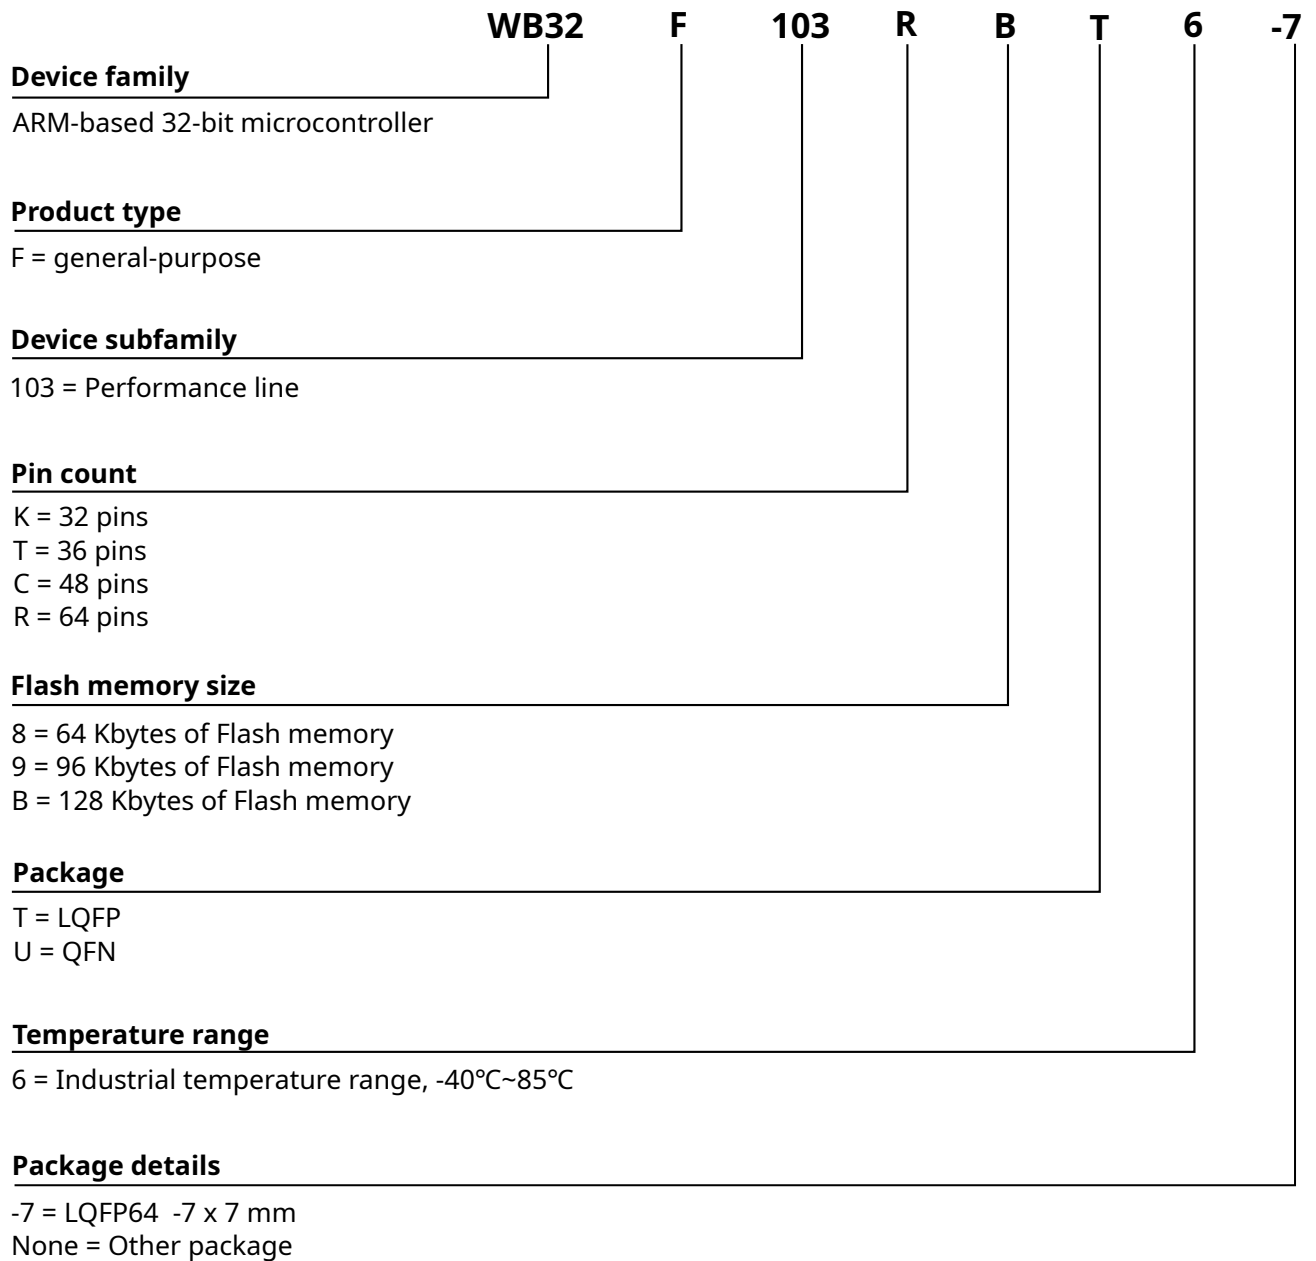 WB32 F 103 R B T 6 -7
Device family
ARM-based 32-bit microcontroller
Product type
F = general-purpose
Device subfamily
103 = Performance line
Pin count
K = 32 pins
T = 36 pins
C = 48 pins
R = 64 pins
Flash memory size
8 = 64 Kbytes of Flash memory
9 = 96 Kbytes of Flash memory
B = 128 Kbytes of Flash memory
Package
T = LQFP
U = QFN
Temperature range
6 = Industrial temperature range, -40℃~85℃
Package details
-7 = LQFP64  -7 x 7 mm
None = Other package